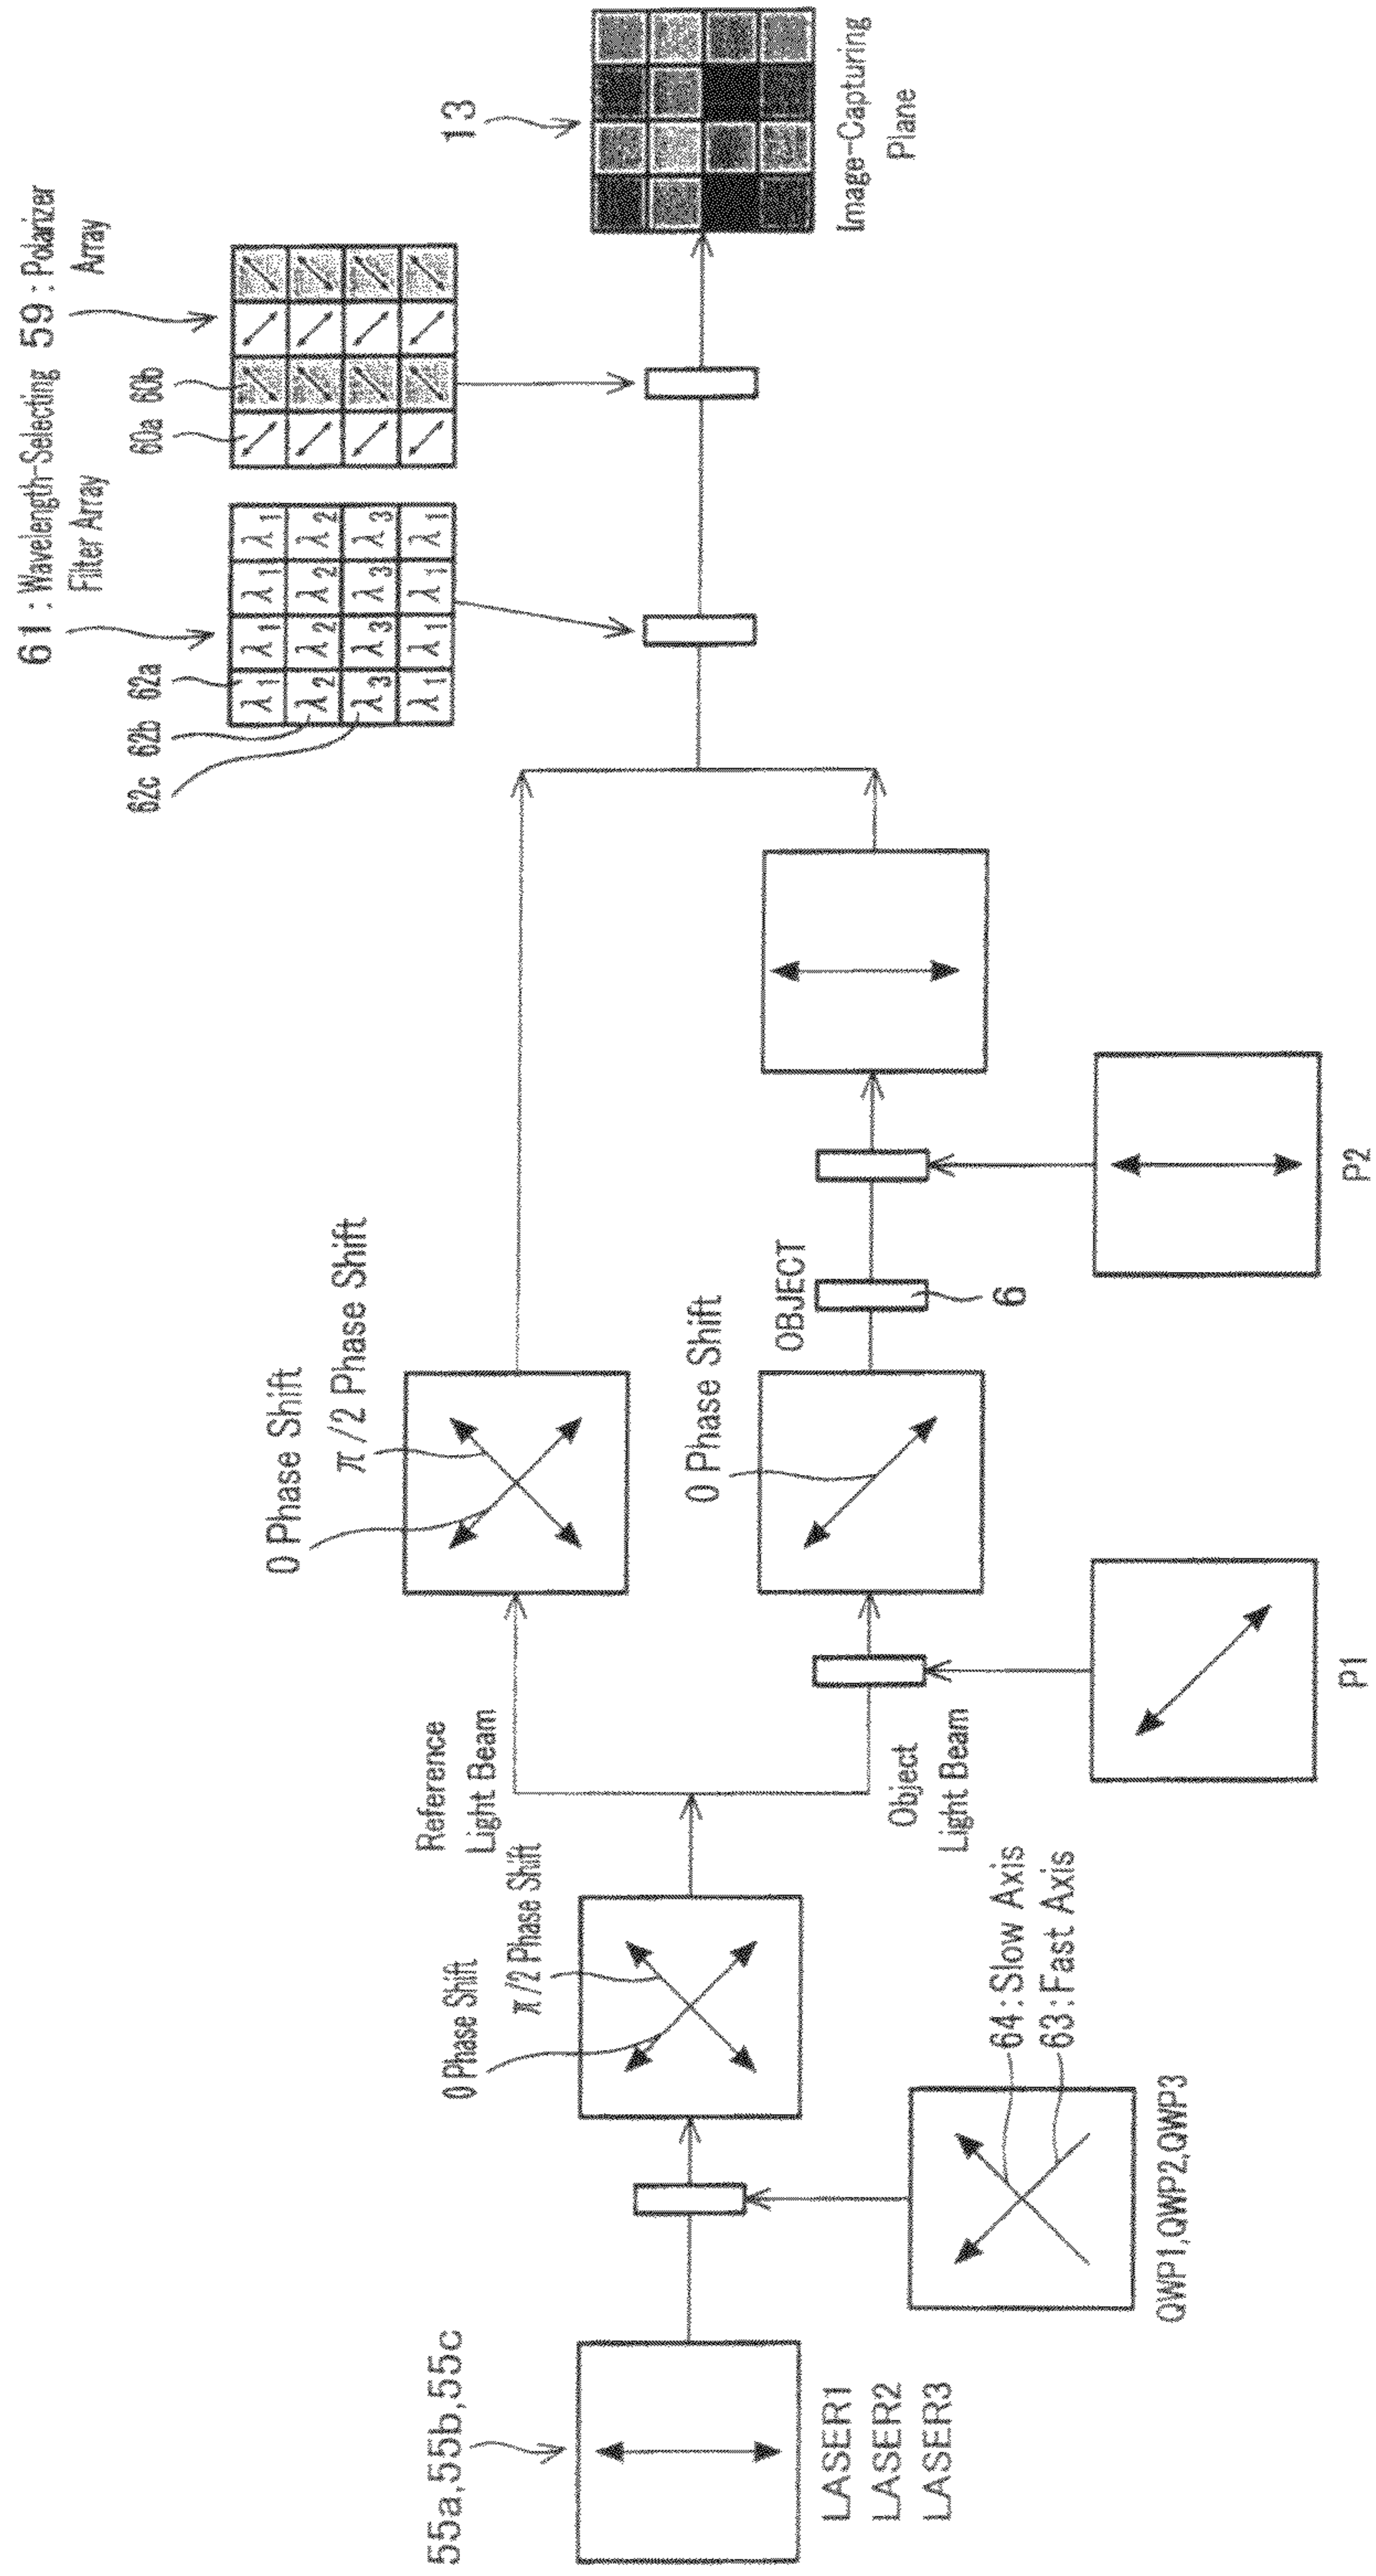 55a,55b,55c
LASER1
LASER2
LASER3
QWP1,QWP2,QWP3
64:Slow Axis
63:Fast Axis
0 Phase Shift
π/2 Phase Shift
Reference
Light Beam
Object
Light Beam
P1
0 Phase Shift
π/2 Phase Shift
0 Phase Shift
OBJECT
6
P2
61:Wavelength-Selecting
Filter Array
62a
62b
62c
λ1 λ1 λ1 λ1
λ2 λ2 λ2 λ2
λ3 λ3 λ3 λ3
λ1 λ1 λ1 λ1
59:Polarizer
Array
60a 60b
13
Image-Capturing
Plane